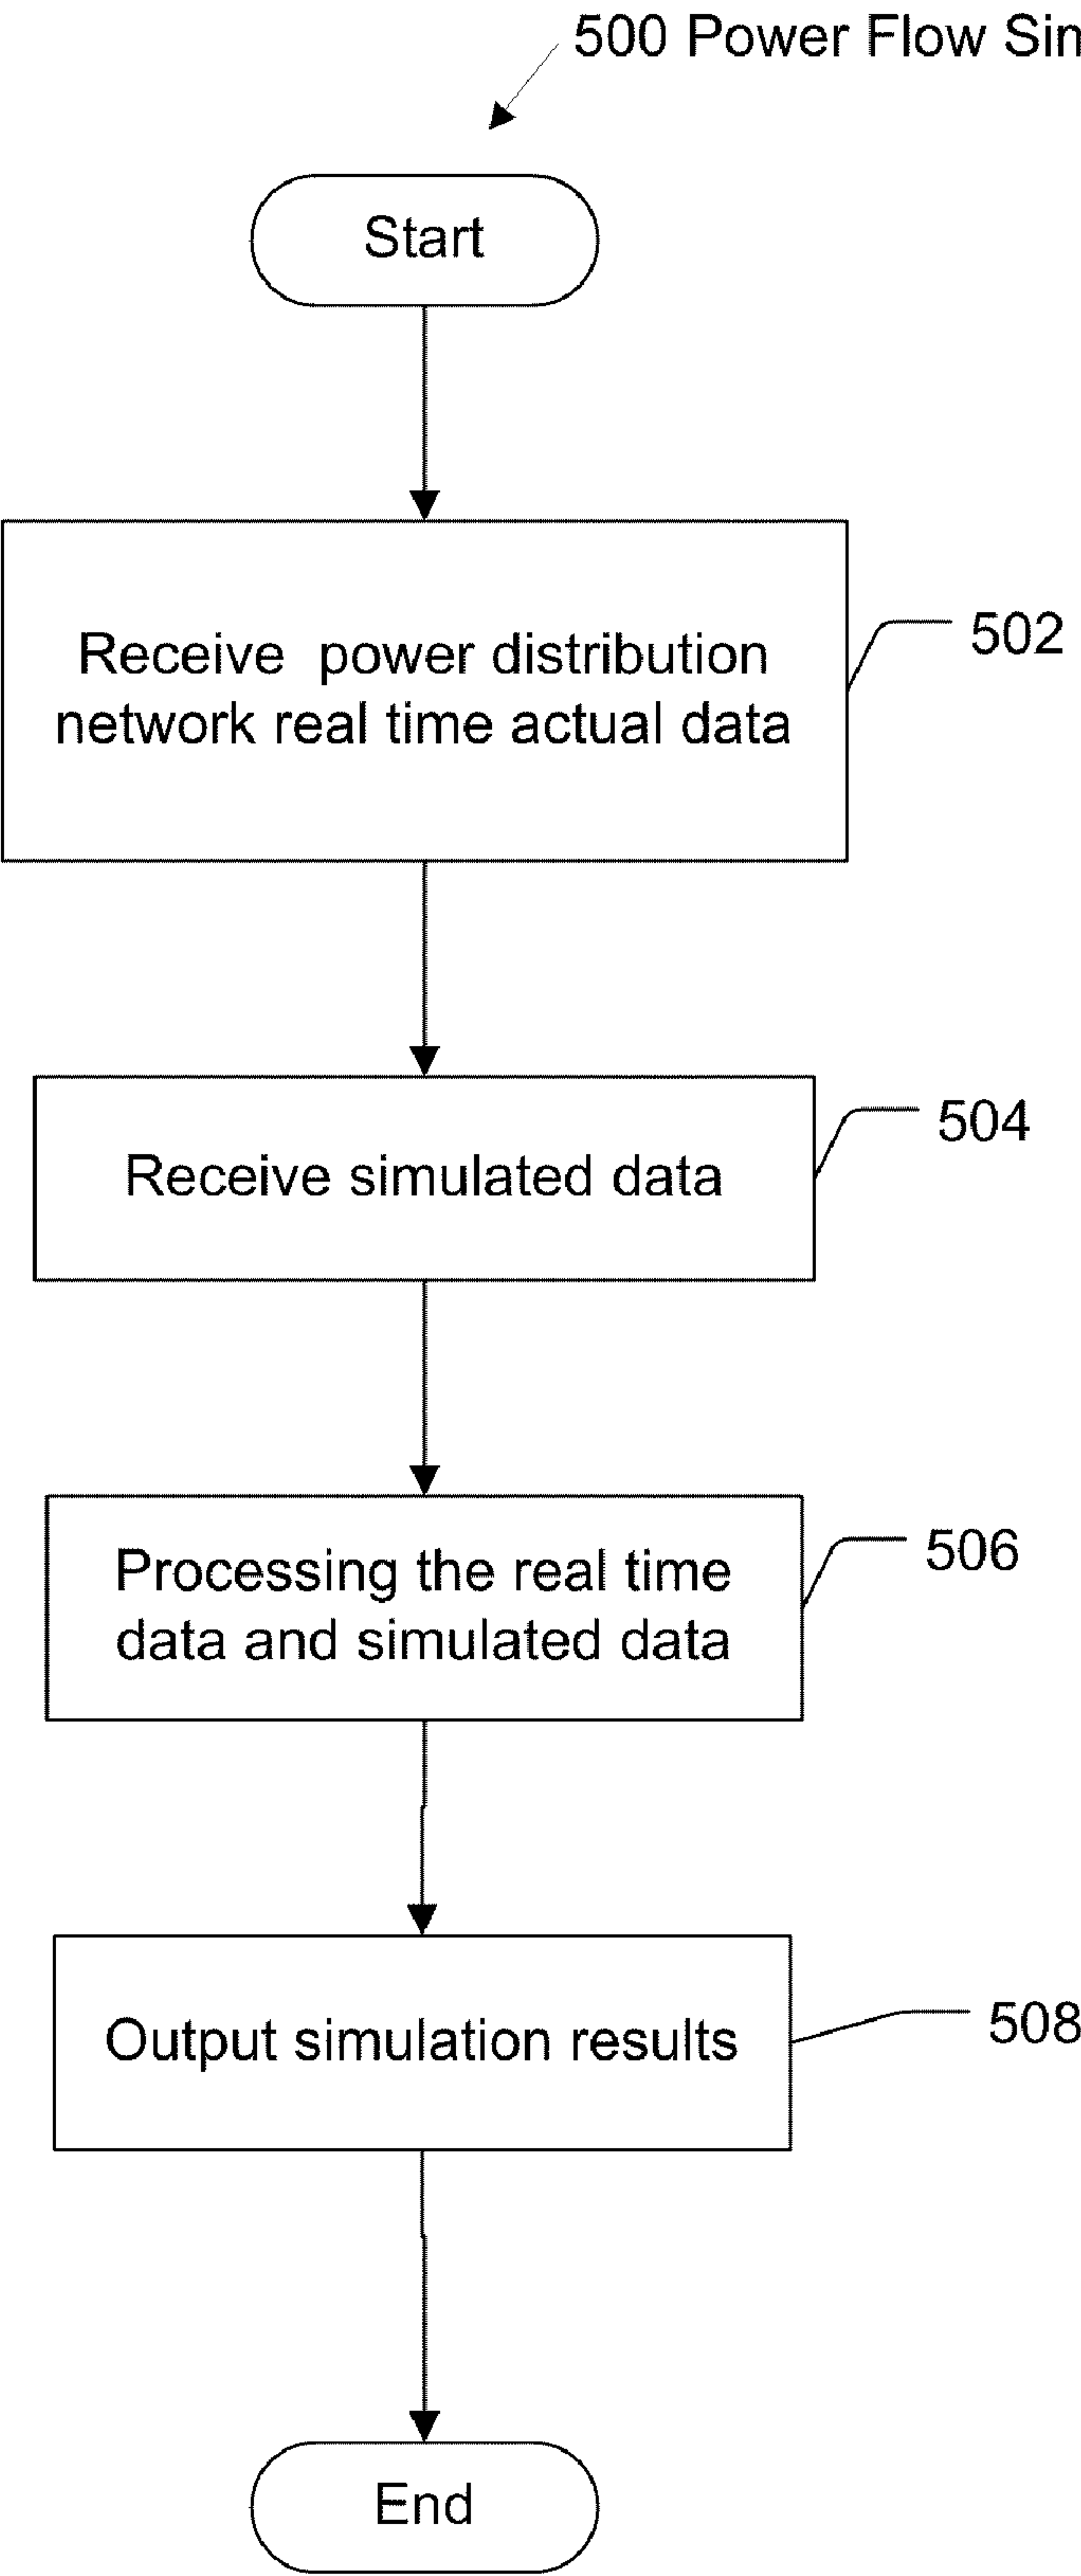 500 Power Flow Sim
Start
Receive power distribution
network real time actual data
502
Receive simulated data
504
Processing the real time
data and simulated data
506
Output simulation results
508
End